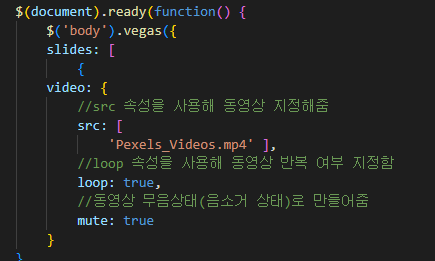 $(document).ready(function() {
$('body').vegas({
slides: [
{
video: {
//src 속성을 사용해 동영상 지정해줌
src: [
'Pexels_Videos.mp4' ],
//loop 속성을 사용해 동영상 반복 여부 지정함
loop: true,
//동영상 무음상태(음소거 상태)로 만들어줌
mute: true
}